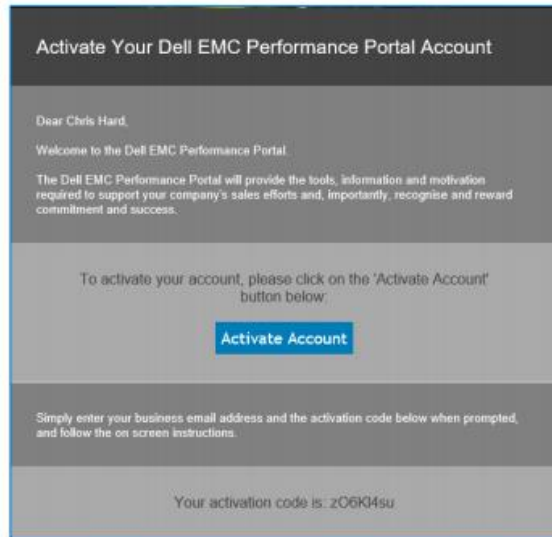 Activate Your Dell EMC Performance Portal Account
Dear Chris Hard,
Welcome to the Dell EMC Performance Portal.
The Dell EMC Performance Portal will provide the tools, information and motivation
required to support your company's sales efforts and, importantly, recognise and reward
commitment and success.
To activate your account, please click on the 'Activate Account'
button below:
Activate Account
Simply enter your business email address and the activation code below when prompted,
and follow the on screen instructions.
Your activation code is: zO6Kl4su